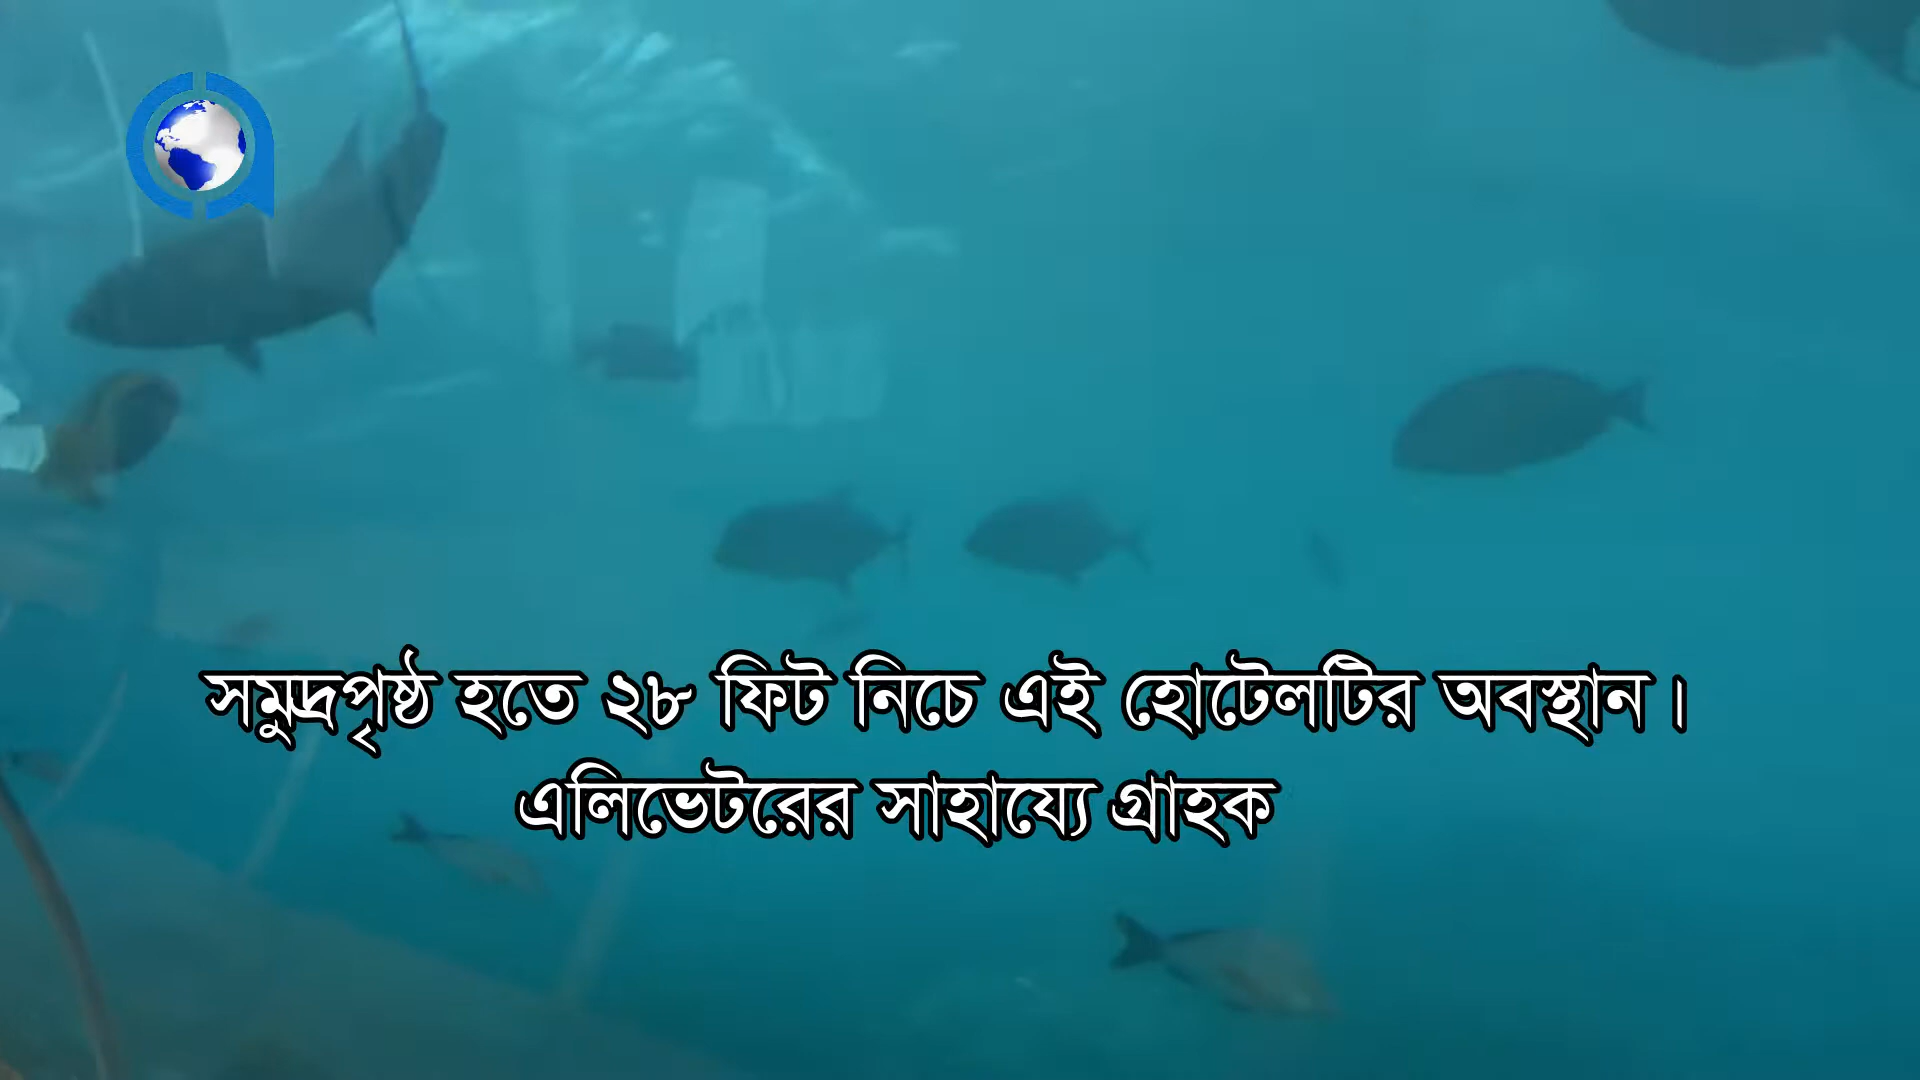 সমুদ্রপৃষ্ঠ হতে ২৮ ফিট নিচে এই হোটেলটির অবস্থান।
এলিভেটরের সাহায্যে গ্রাহক